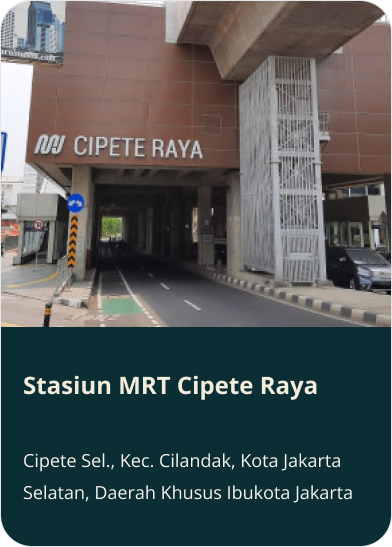 CIPETE RAYA
Stasiun MRT Cipete Raya
Cipete Sel., Kec. Cilandak, Kota Jakarta
Selatan, Daerah Khusus Ibukota Jakarta